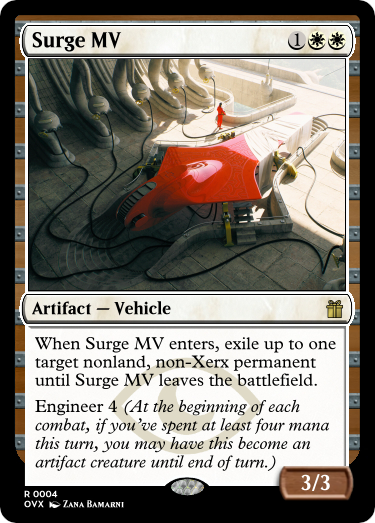 Surge MV
1
Artifact — Vehicle
When Surge MV enters, exile up to one
target nonland, non-Xerx permanent
until Surge MV leaves the battlefield.
Engineer 4 (At the beginning of each
combat, if you've spent at least four mana
this turn, you may have this become an
artifact creature until end of turn.)
3/3
R 0004
OVX Zana Bamarni